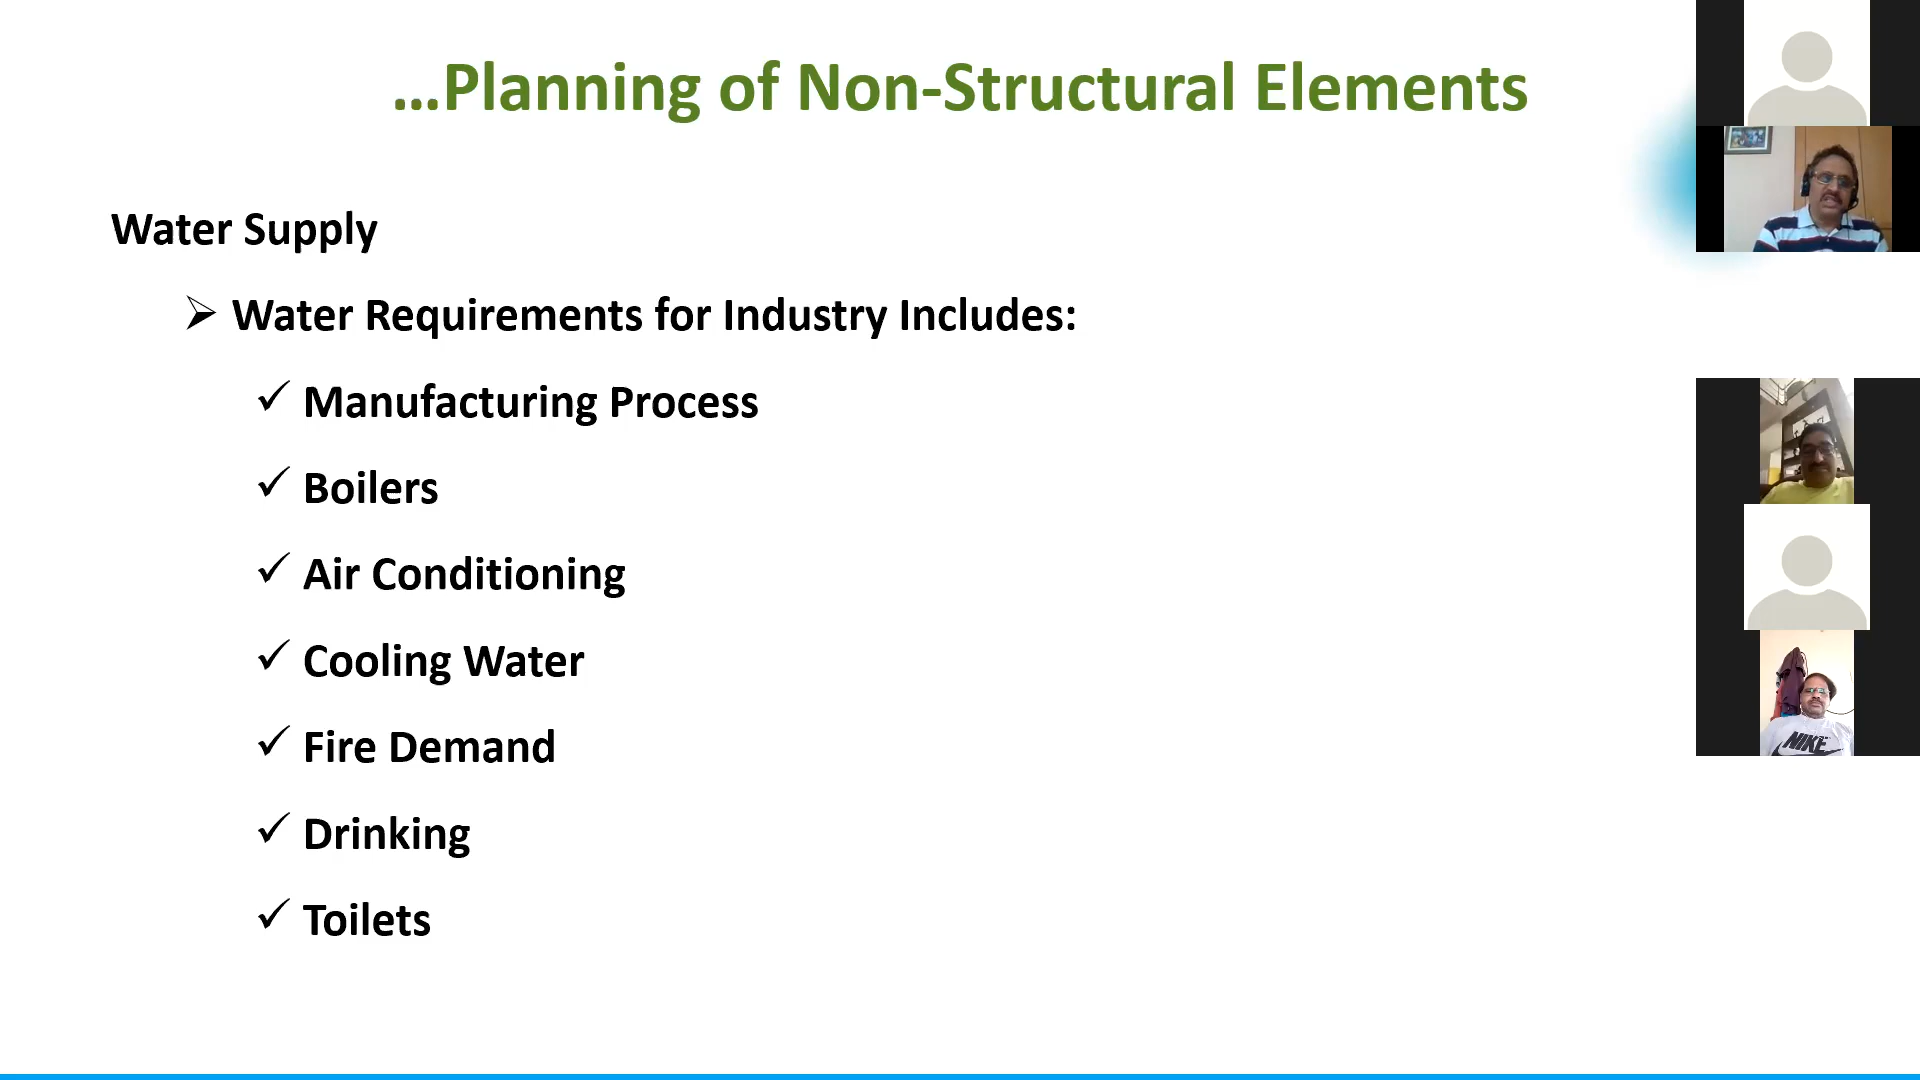 ...Planning of Non-Structural Elements
Water Supply
Water Requirements for Industry Includes:
Manufacturing Process
Boilers
Air Conditioning
Cooling Water
Fire Demand
Drinking
Toilets
NIKE